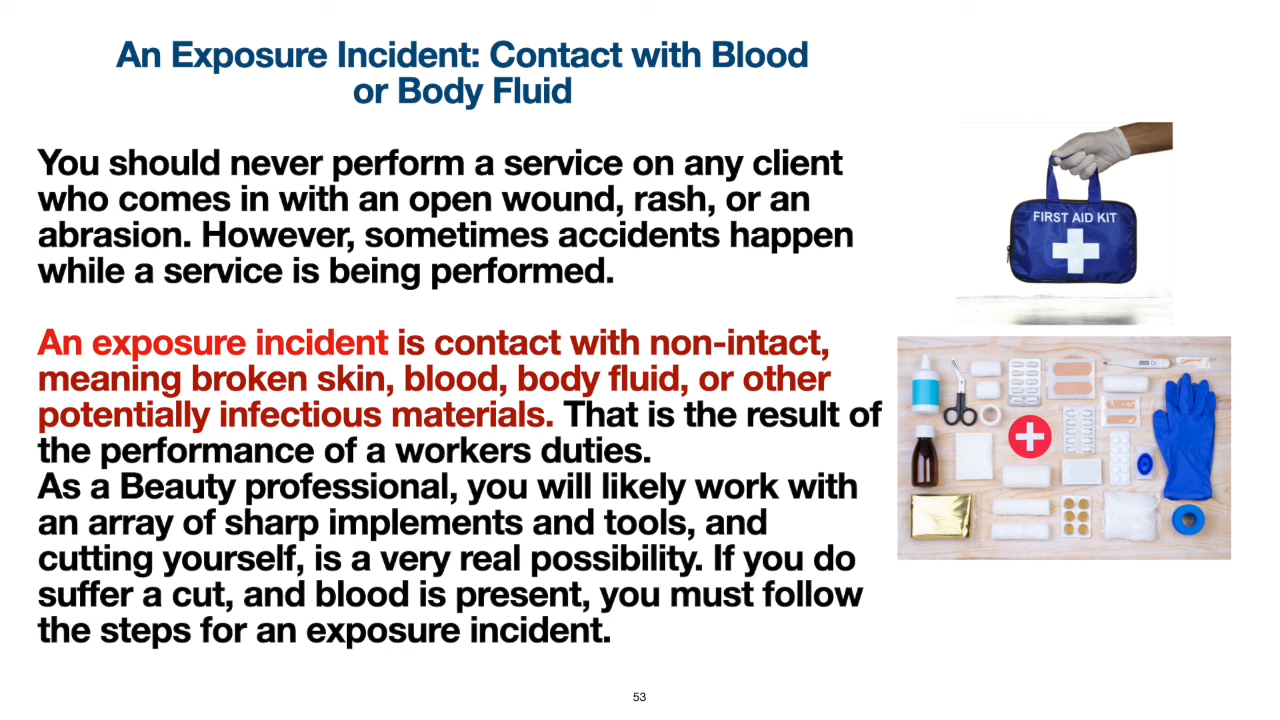 An Exposure Incident: Contact with Blood
or Body Fluid
You should never perform a service on any client
who comes in with an open wound, rash, or an
abrasion. However, sometimes accidents happen
while a service is being performed.
An exposure incident is contact with non-intact,
meaning broken skin, blood, body fluid, or other
potentially infectious materials. That is the result of
the performance of a workers duties.
As a Beauty professional, you will likely work with
an array of sharp implements and tools, and
cutting yourself, is a very real possibility. If you do
suffer a cut, and blood is present, you must follow
the steps for an exposure incident.
FIRST AID KIT
53